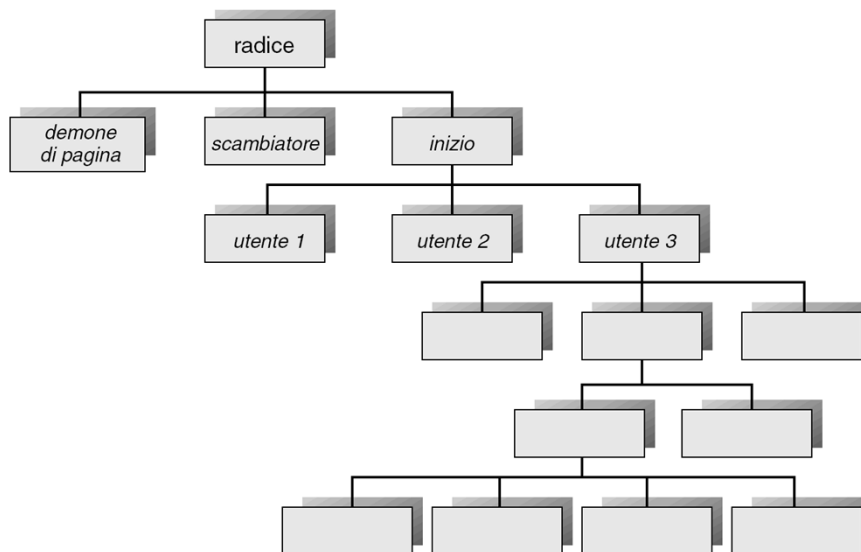 radice
demone
di pagina
scambiatore
inizio
utente 1
utente 2
utente 3